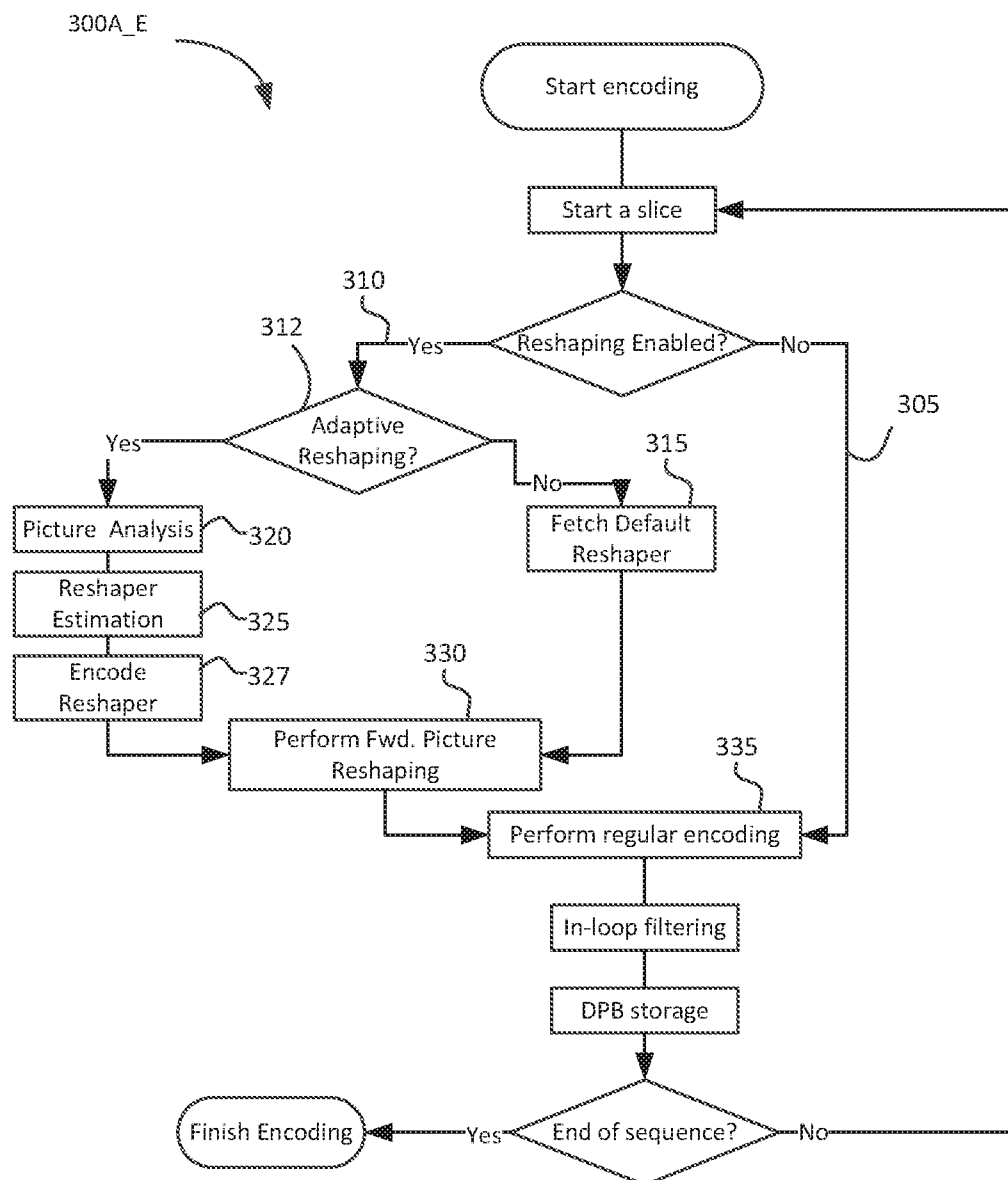 300A_E
Start encoding
Start a slice
310
312
Yes
Reshaping Enabled?
No
305
Adaptive
Reshaping?
Yes
No
315
Picture Analysis
320
Fetch Default
Reshaper
Reshaper
Estimation
325
Encode
Reshaper
327
330
Perform Fwd. Picture
Reshaping
335
Perform regular encoding
In-loop filtering
DPB storage
Finish Encoding
Yes
End of sequence?
No